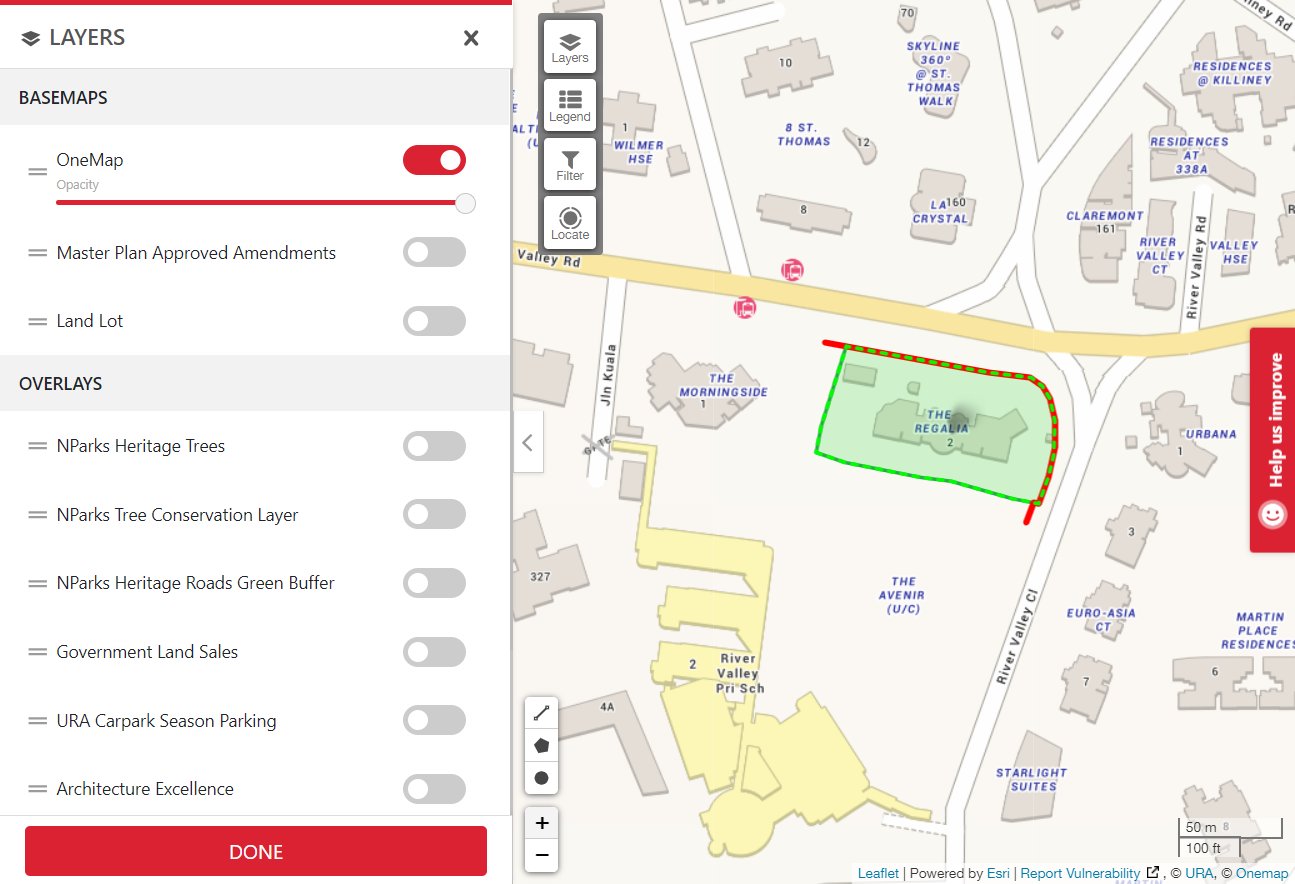 LAYERS
BASEMAPS
OneMap
Opacity
Master Plan Approved Amendments
Land Lot
OVERLAYS
NParks Heritage Trees
NParks Tree Conservation Layer
NParks Heritage Roads Green Buffer
Government Land Sales
URA Carpark Season Parking
Architecture Excellence
DONE
Layers
Legend
Filter
Locate
70
SKYLINE
360°
@ ST.
THOMAS
WALK
10
RESIDENCES
@ KILLINEY
1
WILMER
HSE
8 ST.
THOMAS
12
RESIDENCES
AT
338A
8
LA
160
CRYSTAL
CLAREMONT
161
RIVER
VALLEY
CT
River Valley Rd
VALLEY
HSE
Valley Rd
Jln Kuala
THE
MORNINGSIDE
1
THE
REGALIA
2
URBANA
1
GATE
3
327
THE
AVENIR
(U/C)
River Valley Cl
EURO-ASIA
CT
MARTIN
PLACE
RESIDENCES
2
River
Valley
Pri Sch
7
6
4A
STARLIGHT
SUITES
8
50 m
100 ft
+
−
Help us improve
Leaflet | Powered by Esri | Report Vulnerability , © URA, © Onemap